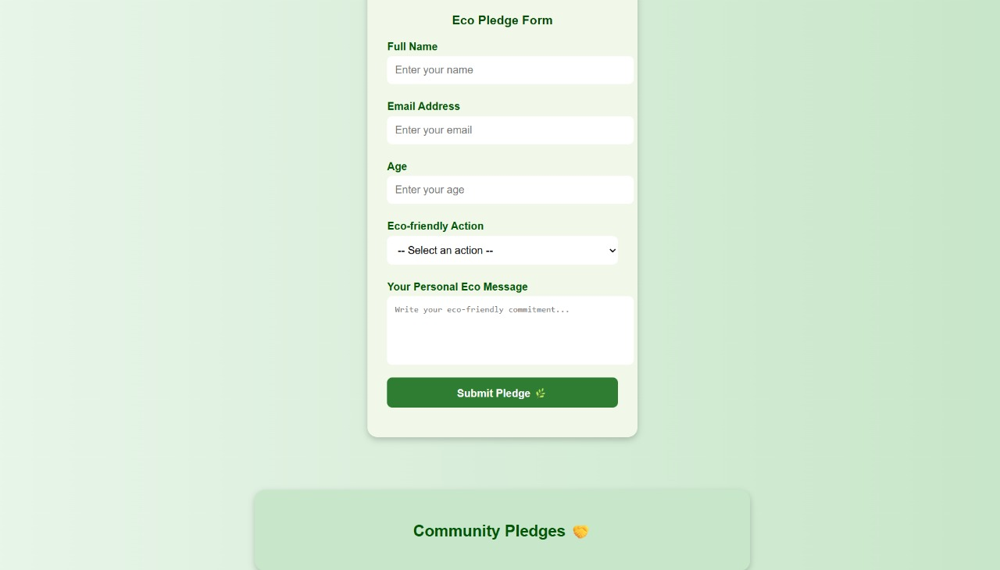 Eco Pledge Form
Full Name
Enter your name
Email Address
Enter your email
Age
Enter your age
Eco-friendly Action
-- Select an action --
Your Personal Eco Message
Write your eco-friendly commitment...
Submit Pledge 🌿
Community Pledges 🤝